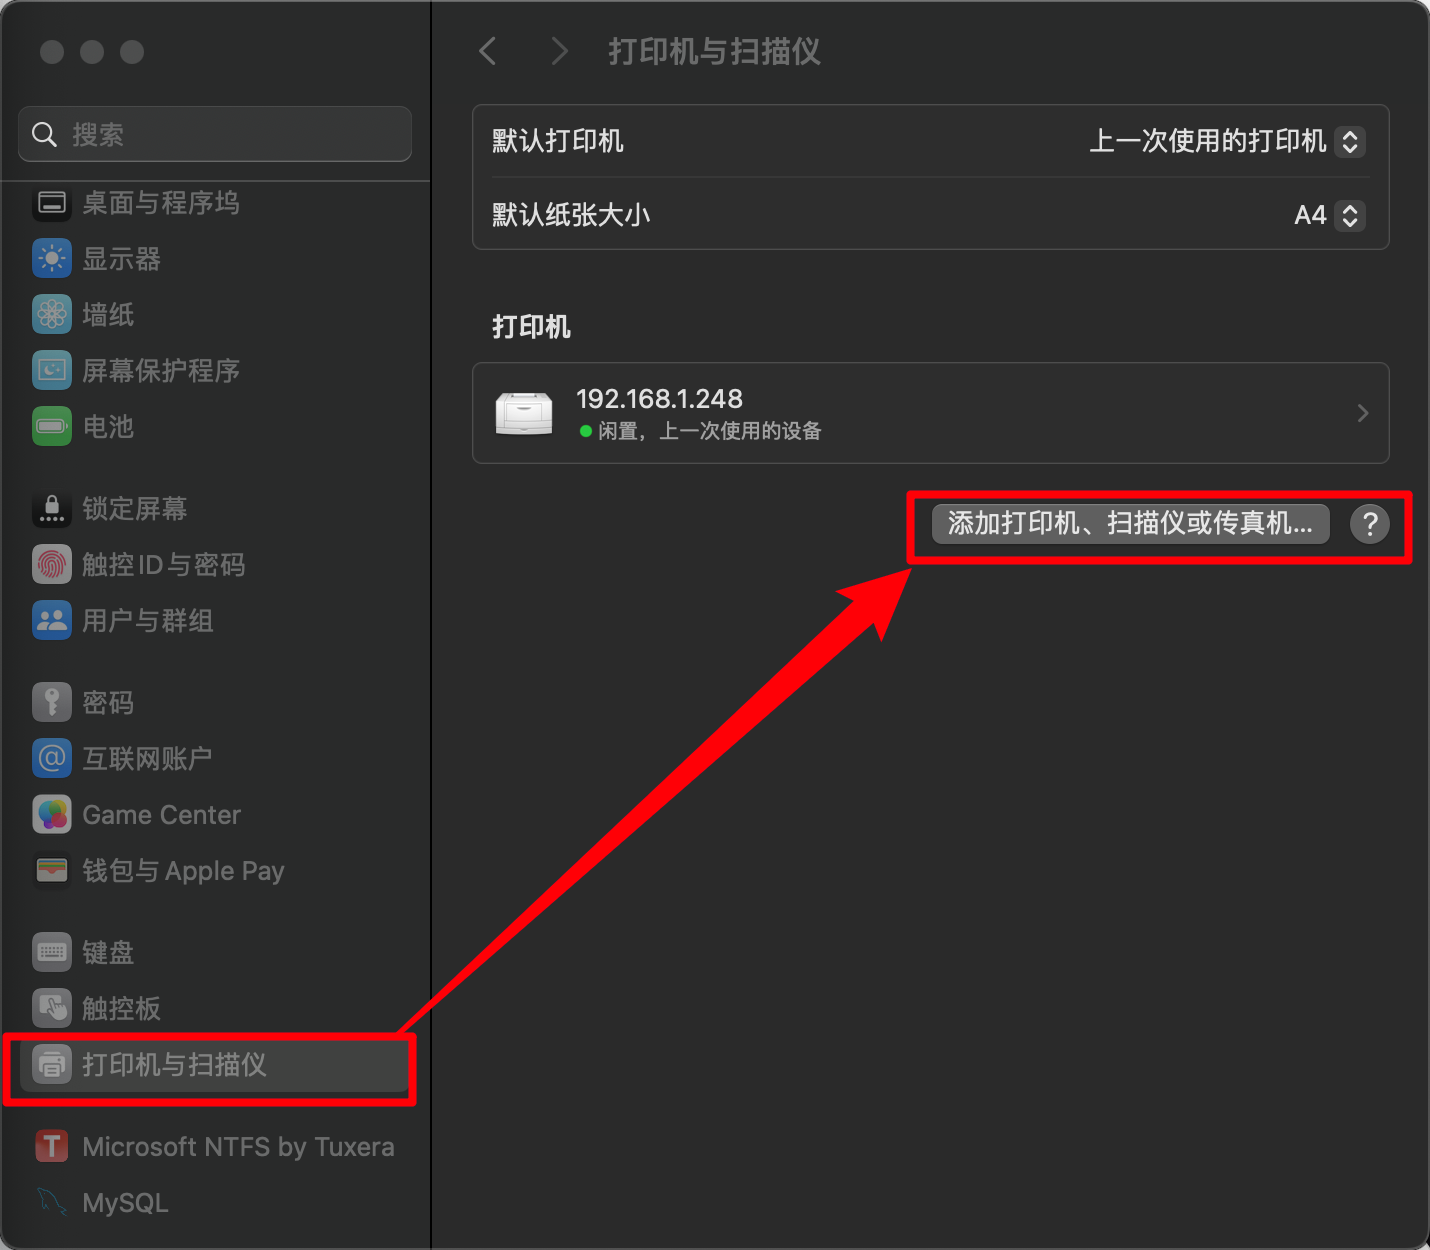 搜索
桌面与程序坞
显示器
墙纸
屏幕保护程序
电池
锁定屏幕
触控ID与密码
用户与群组
密码
互联网账户
Game Center
钱包与Apple Pay
键盘
触控板
打印机与扫描仪
Microsoft NTFS by Tuxera
MySQL
打印机与扫描仪
默认打印机 上一次使用的打印机
默认纸张大小 A4
打印机
192.168.1.248
闲置，上一次使用的设备
添加打印机、扫描仪或传真机... ?